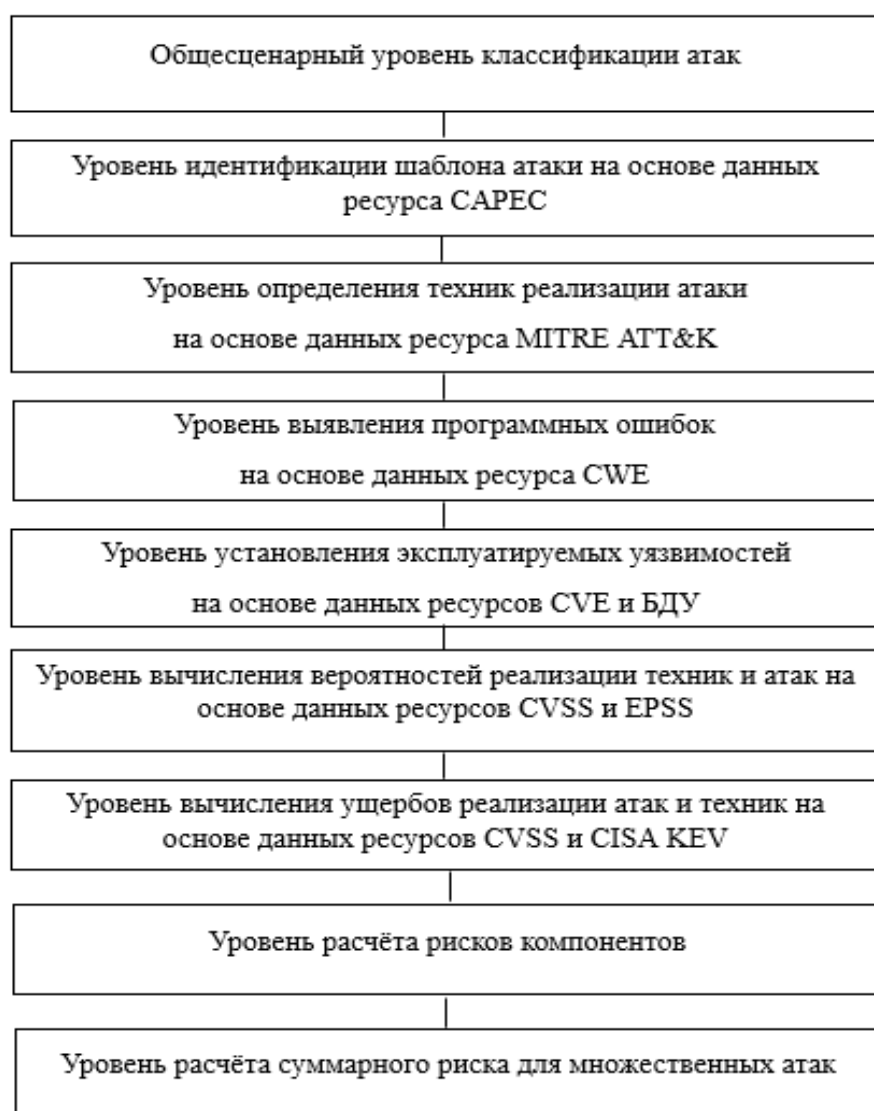 Общесценарный уровень классификации атак
Уровень идентификации шаблона атаки на основе данных
ресурса CAPEC
Уровень определения техник реализации атаки
на основе данных ресурса MITRE ATT&K
Уровень выявления программных ошибок
на основе данных ресурса CWE
Уровень установления эксплуатируемых уязвимостей
на основе данных ресурсов CVE и БДУ
Уровень вычисления вероятностей реализации техник и атак на
основе данных ресурсов CVSS и EPSS
Уровень вычисления ущербов реализации атак и техник на
основе данных ресурсов CVSS и CISA KEV
Уровень расчёта рисков компонентов
Уровень расчёта суммарного риска для множественных атак